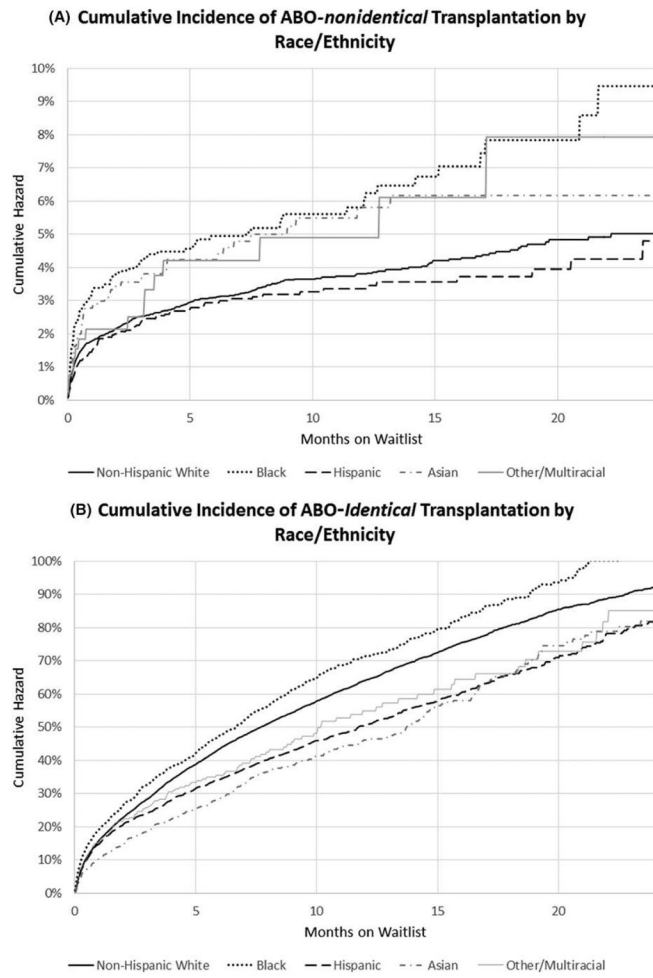 (A) Cumulative Incidence of ABO-nonidentical Transplantation by
Race/Ethnicity
10%
9%
8%
7%
6%
5%
4%
3%
2%
1%
0%
Cumulative Hazard
0 5 10 15 20
Months on Waitlist
Non-Hispanic White Black Hispanic Asian Other/Multiracial
(B) Cumulative Incidence of ABO-Identical Transplantation by
Race/Ethnicity
100%
90%
80%
70%
60%
50%
40%
30%
20%
10%
0%
Cumulative Hazard
0 5 10 15 20
Months on Waitlist
Non-Hispanic White Black Hispanic Asian Other/Multiracial